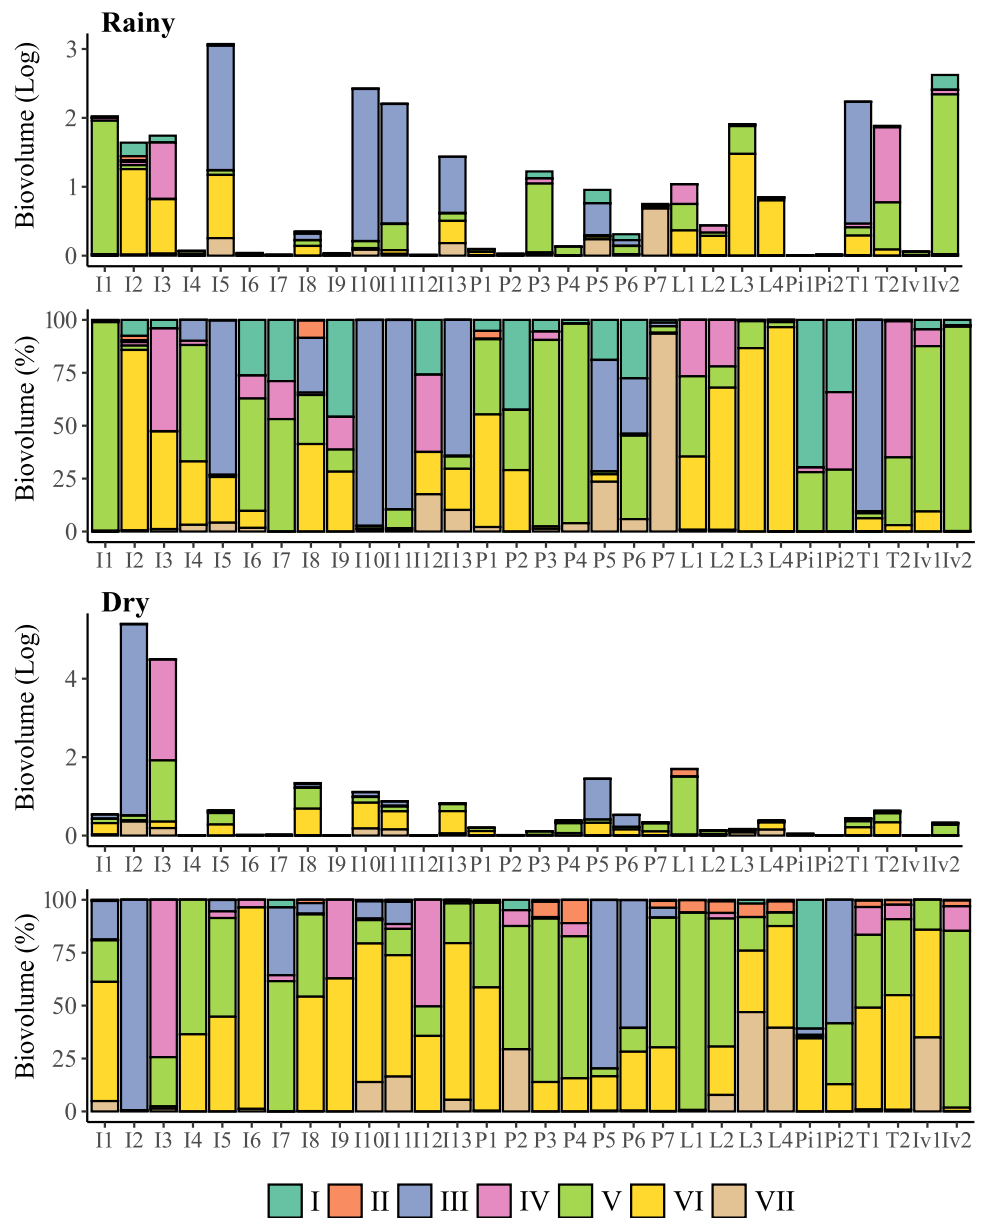 Rainy
Biovolume (Log)
3
2
1
0
I1 I2 I3 I4 I5 I6 I7 I8 I9 I10 I11 I12 I13 P1 P2 P3 P4 P5 P6 P7 L1 L2 L3 L4 Pi1 Pi2 T1 T2 Iv1 Iv2
Biovolume (%)
100
75
50
25
0
I1 I2 I3 I4 I5 I6 I7 I8 I9 I10 I11 I12 I13 P1 P2 P3 P4 P5 P6 P7 L1 L2 L3 L4 Pi1 Pi2 T1 T2 Iv1 Iv2
Dry
Biovolume (Log)
4
2
0
I1 I2 I3 I4 I5 I6 I7 I8 I9 I10 I11 I12 I13 P1 P2 P3 P4 P5 P6 P7 L1 L2 L3 L4 Pi1 Pi2 T1 T2 Iv1 Iv2
Biovolume (%)
100
75
50
25
0
I1 I2 I3 I4 I5 I6 I7 I8 I9 I10 I11 I12 I13 P1 P2 P3 P4 P5 P6 P7 L1 L2 L3 L4 Pi1 Pi2 T1 T2 Iv1 Iv2
I II III IV V VI VII